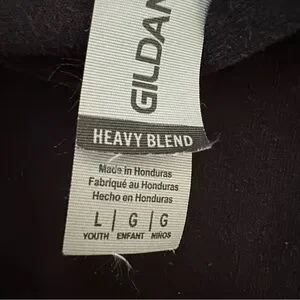 GILDAN
HEAVY BLEND
Made in Honduras
Fabriqué au Honduras
Hecho en Honduras
L | G | G
YOUTH ENFANT NIÑOS